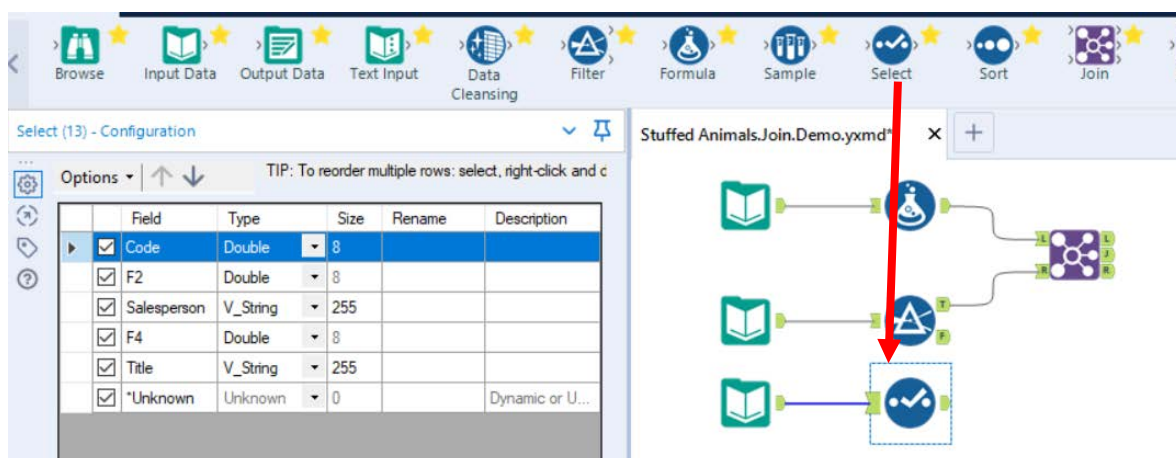 Browse
Input Data
Output Data
Text Input
Data
Cleansing
Filter
Formula
Sample
Select
Sort
Join
Select (13) - Configuration
Stuffed Animals.Join.Demo.yxmd*
Options TIP: To reorder multiple rows: select, right-click and d
Field Type Size Rename Description
Code Double 8
F2 Double 8
Salesperson V_String 255
F4 Double 8
Title V_String 255
*Unknown Unknown 0 Dynamic or U...
L L
J
R R
T
F